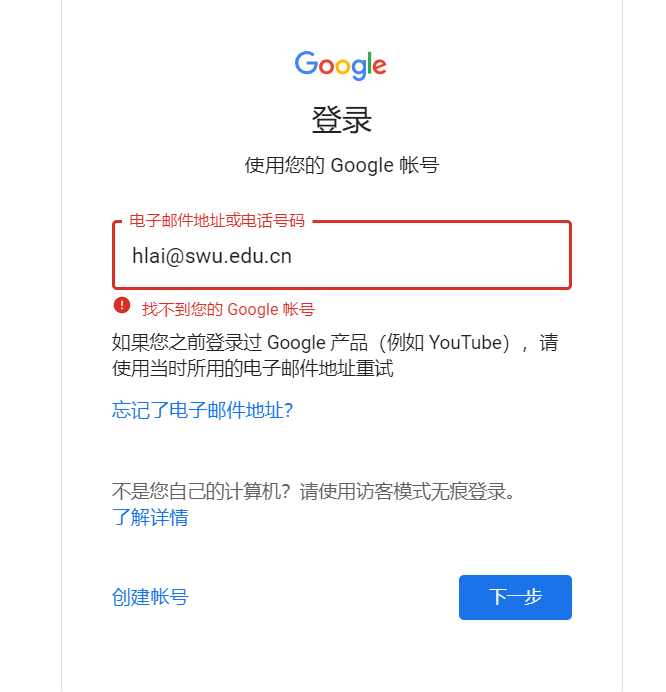 Google
登录
使用您的 Google 帐号
电子邮件地址或电话号码
hlai@swu.edu.cn
找不到您的 Google 帐号
如果您之前登录过 Google 产品（例如 YouTube），请
使用当时所用的电子邮件地址重试
忘记了电子邮件地址？
不是您自己的计算机？请使用访客模式无痕登录。
了解详情
创建帐号
下一步